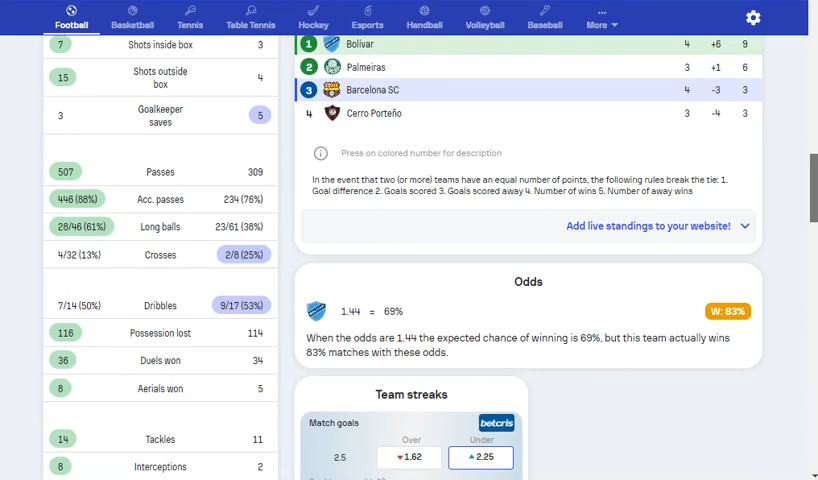 Football Basketball Tennis Table Tennis Hockey Esports Handball Volleyball Baseball ... More
7 Shots inside box 3
15 Shots outside box 4
3 Goalkeeper saves 5
507 Passes 309
446 (88%) Acc. passes 234 (76%)
28/46 (61%) Long balls 23/61 (38%)
4/32 (13%) Crosses 2/8 (25%)
7/14 (50%) Dribbles 9/17 (53%)
116 Possession lost 114
36 Duels won 34
8 Aerials won 5
14 Tackles 11
8 Interceptions 2
1 Bolívar 4 +6 9
2 Palmeiras 3 +1 6
3 Barcelona SC 4 -3 3
4 Cerro Porteño 3 -4 3
Press on colored number for description
In the event that two (or more) teams have an equal number of points, the following rules break the tie: 1.
Goal difference 2. Goals scored 3. Goals scored away 4. Number of wins 5. Number of away wins
Add live standings to your website!
Odds
1.44 = 69% W: 83%
When the odds are 1.44 the expected chance of winning is 69%, but this team actually wins
83% matches with these odds.
Team streaks
Match goals betcris
Over Under
2.5 1.62 2.25